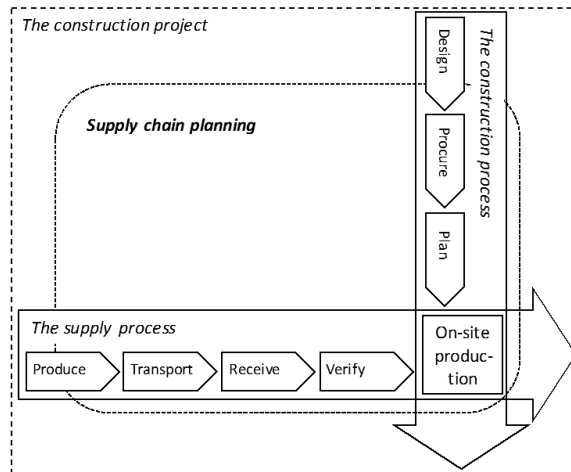 The construction project
Design
The construction process
Supply chain planning
Procure
Plan
The supply process
On-site
produc-
tion
Produce
Transport
Receive
Verify